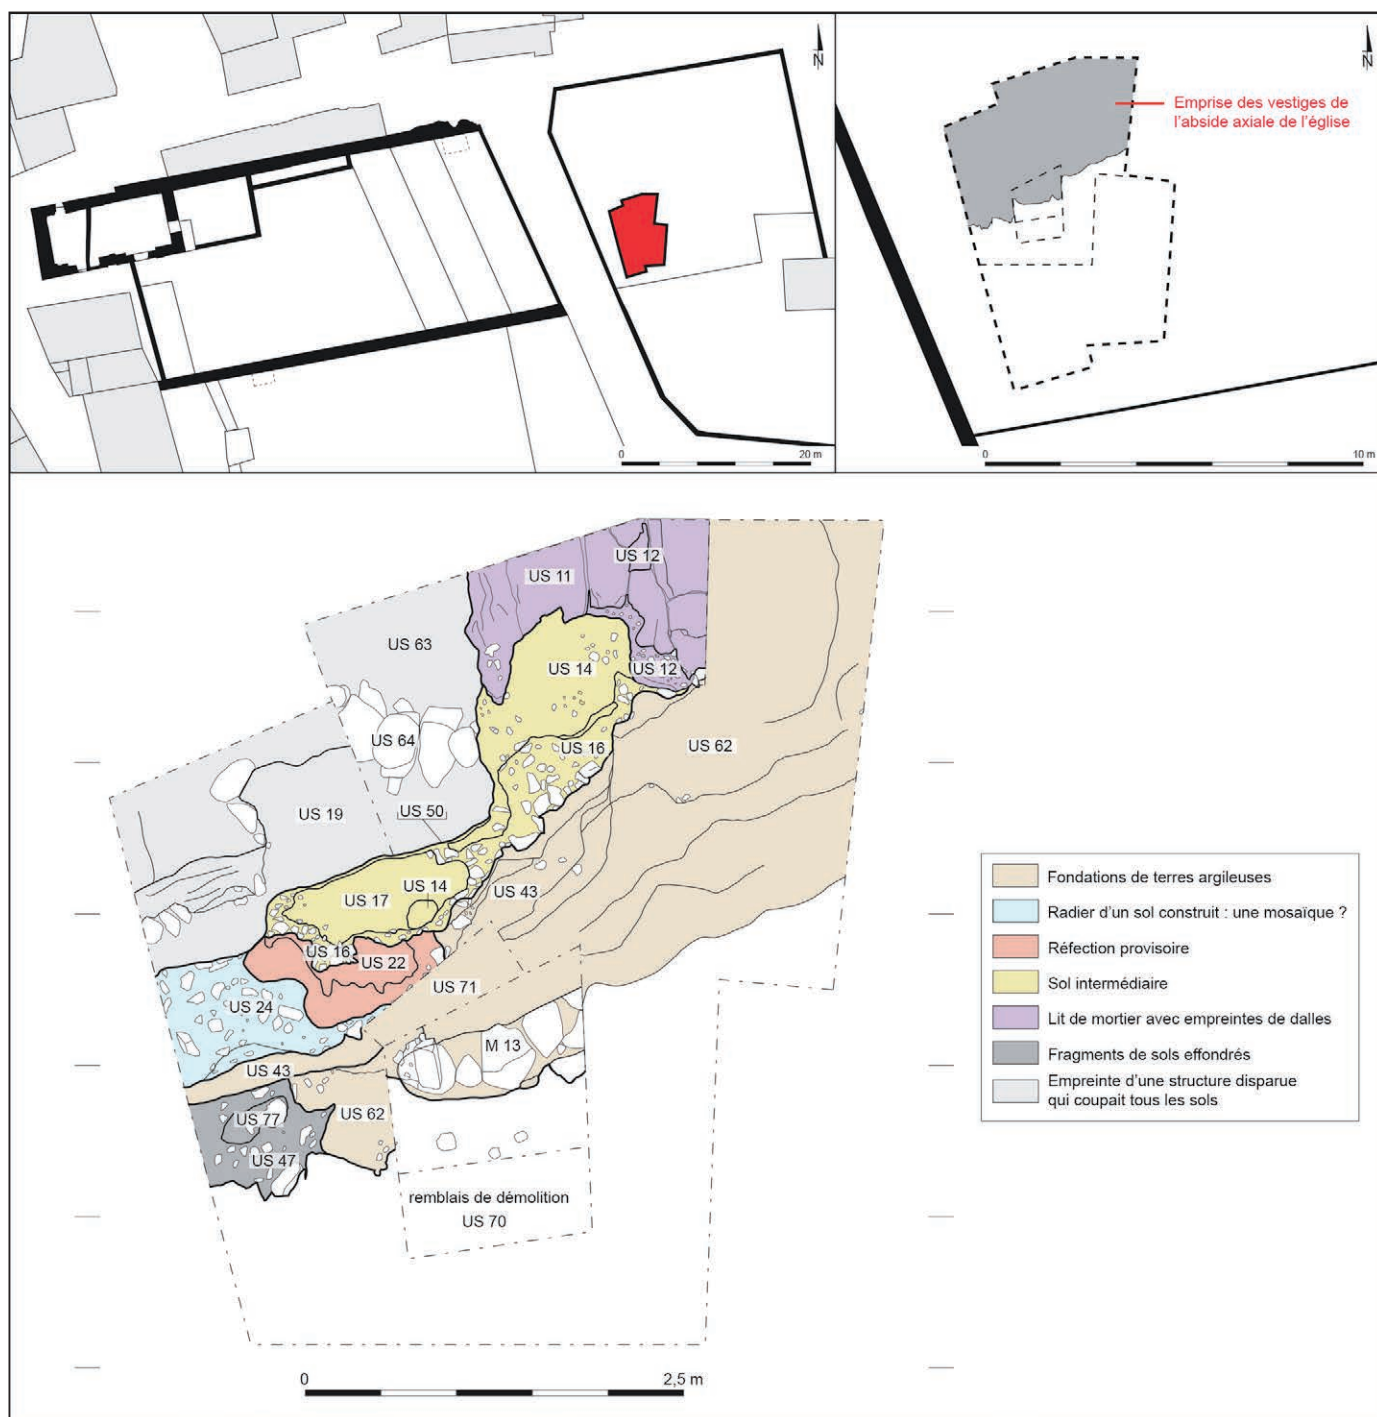 N
0
20 m
N
Emprise des vestiges de
l'abside axiale de l'église
0
10 m
US 12
US 11
US 63
US 14
US 12
US 64
US 16
US 62
US 19
US 50
US 14
US 43
US 17
US 16
US 22
US 71
US 24
M 13
US 43
US 62
US 77
US 47
remblais de démolition
US 70
0
2,5 m
Fondations de terres argileuses
Radier d'un sol construit : une mosaïque ?
Réfection provisoire
Sol intermédiaire
Lit de mortier avec empreintes de dalles
Fragments de sols effondrés
Empreinte d'une structure disparue
qui coupait tous les sols